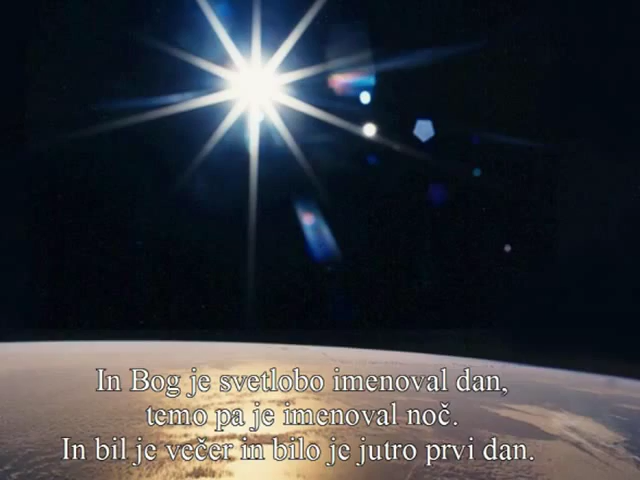 In Bog je svetlobo imenoval dan,
temo pa je imenoval noč.
In bil je večer in bilo je jutro prvi dan.